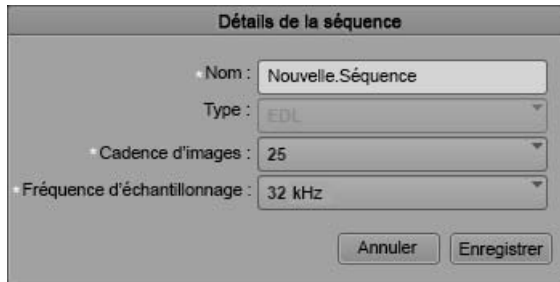 Détails de la séquence
* Nom : Nouvelle.Séquence
Type : EDL
* Cadence d'images : 25
* Fréquence d'échantillonnage : 32 kHz
Annuler Enregistrer